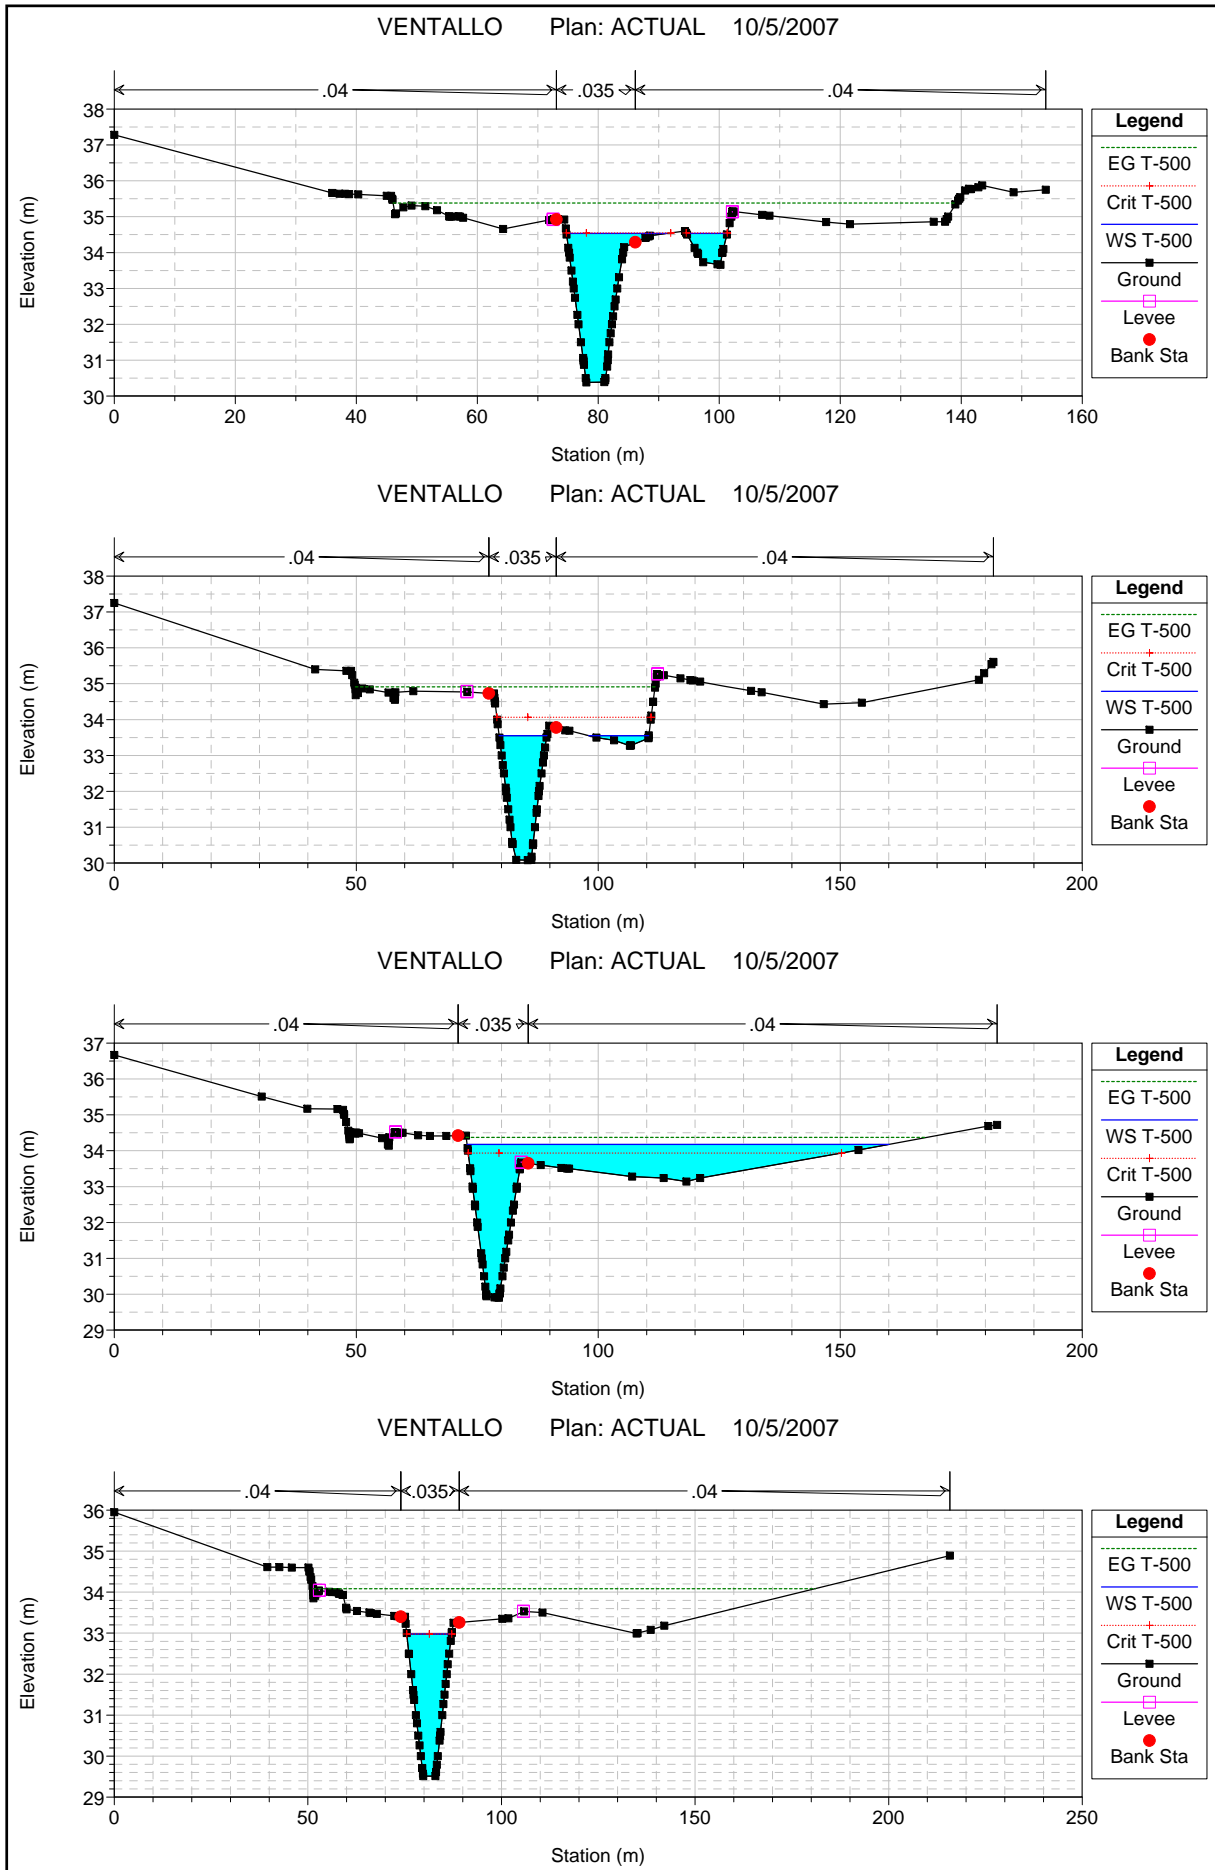 VENTALLO Plan: ACTUAL 10/5/2007
.04 .035 .04
38
37
36
35
34
33
32
31
30
0 20 40 60 80 100 120 140 160
Station (m)
Elevation (m)
Legend
EG T-500
Crit T-500
WS T-500
Ground
Levee
Bank Sta
VENTALLO Plan: ACTUAL 10/5/2007
.04 .035 .04
38
37
36
35
34
33
32
31
30
0 50 100 150 200
Station (m)
Elevation (m)
Legend
EG T-500
Crit T-500
WS T-500
Ground
Levee
Bank Sta
VENTALLO Plan: ACTUAL 10/5/2007
.04 .035 .04
37
36
35
34
33
32
31
30
29
0 50 100 150 200
Station (m)
Elevation (m)
Legend
EG T-500
WS T-500
Crit T-500
Ground
Levee
Bank Sta
VENTALLO Plan: ACTUAL 10/5/2007
.04 .035 .04
36
35
34
33
32
31
30
29
0 50 100 150 200 250
Station (m)
Elevation (m)
Legend
EG T-500
WS T-500
Crit T-500
Ground
Levee
Bank Sta